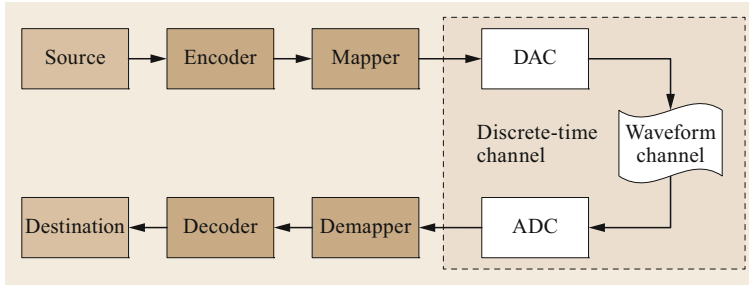 Source
Encoder
Mapper
DAC
Discrete-time
channel
Waveform
channel
Destination
Decoder
Demapper
ADC